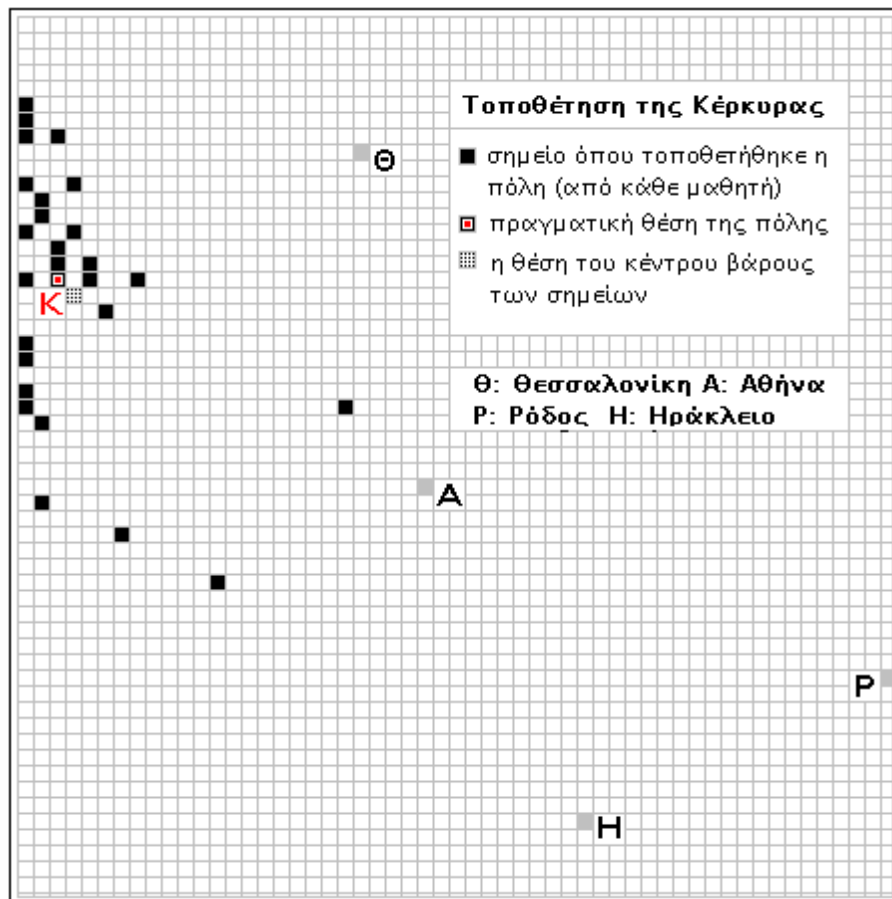 Τοποθέτηση της Κέρκυρας
σημείο όπου τοποθετήθηκε η
πόλη (από κάθε μαθητή)
πραγματική θέση της πόλης
η θέση του κέντρου βάρους
των σημείων
Θ: Θεσσαλονίκη Α: Αθήνα
Ρ: Ρόδος Η: Ηράκλειο
Θ
Κ
Α
Ρ
Η